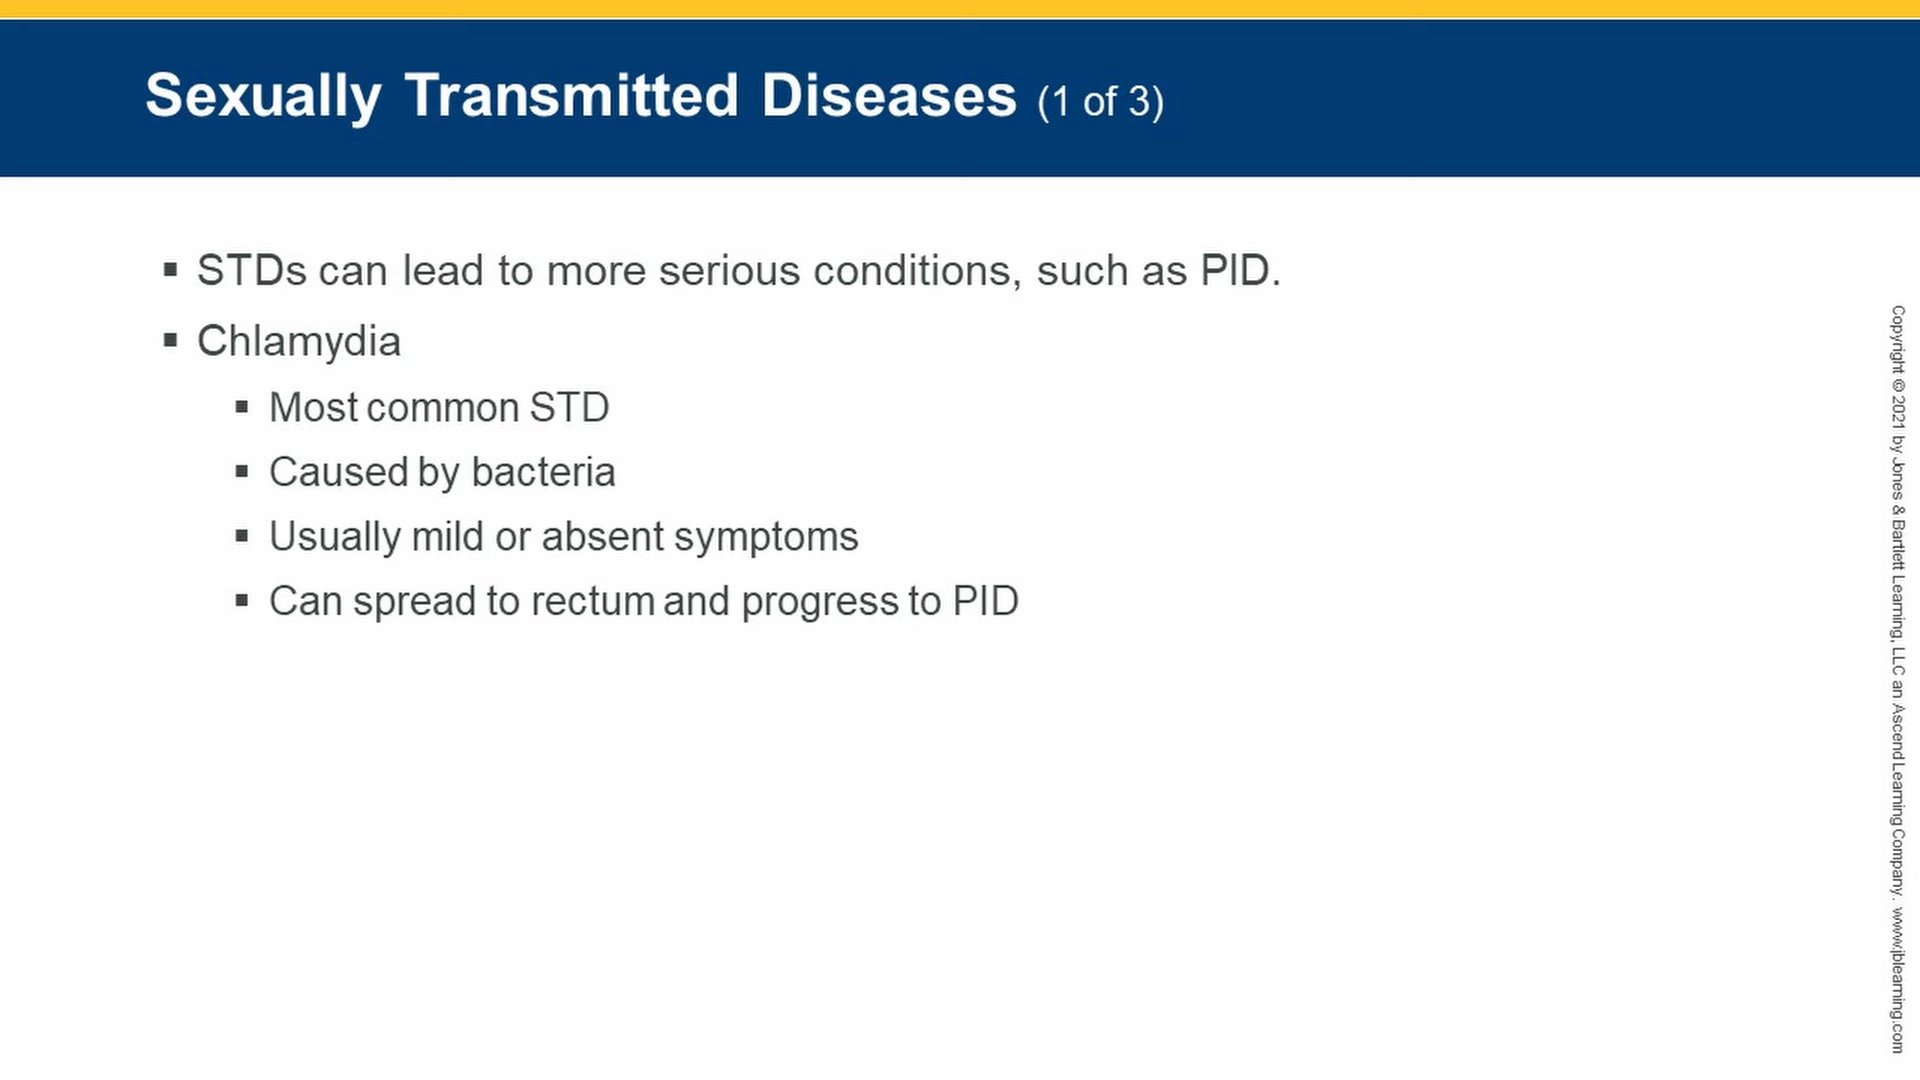 Sexually Transmitted Diseases (1 of 3)
▪ STDs can lead to more serious conditions, such as PID.
▪ Chlamydia
▪ Most common STD
▪ Caused by bacteria
▪ Usually mild or absent symptoms
▪ Can spread to rectum and progress to PID
Copyright © 2021 by Jones & Bartlett Learning, LLC an Ascend Learning Company. www.jblearning.com